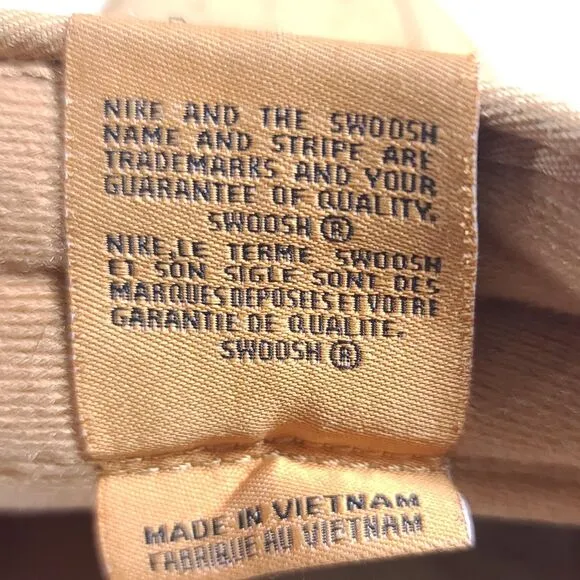 NIKE AND THE SWOOSH
NAME AND STRIPE ARE
TRADEMARKS AND YOUR
GUARANTEE OF QUALITY.
SWOOSH ®
NIKE, LE TERME SWOOSH
ET SON SIGLE SONT DES
MARQUES DEPOSEES ET VOTRE
GARANTIE DE QUALITE.
SWOOSH ®
MADE IN VIETNAM
FABRIQUE AU VIETNAM